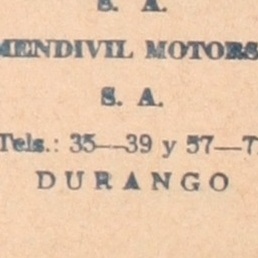 S. A.
MENDIVIL MOTORS
S. A.
Tels.: 35—39 y 57—7
DURANGO